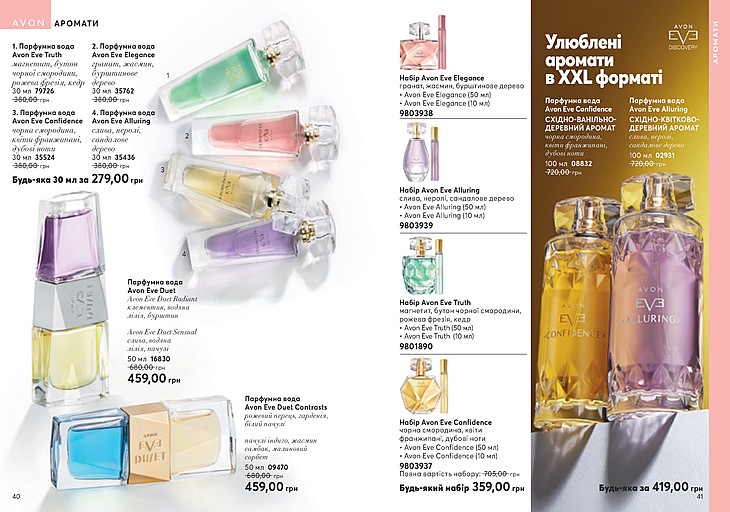 AVON АРОМАТИ
1. Парфумна вода
Avon Eve Truth
магнетит, бутон
чорної смородини,
рожева фрезія, кедр
30 мл 79726
380,00 грн
2. Парфумна вода
Avon Eve Elegance
гранат, жасмин,
бурштинове
дерево
30 мл 35762
380,00 грн
3. Парфумна вода
Avon Eve Confidence
чорна смородина,
квіти франжипані,
дубові ноти
30 мл 35524
380,00 грн
4. Парфумна вода
Avon Eve Alluring
слива, неролі,
сандалове
дерево
30 мл 35436
380,00 грн
Будь-яка 30 мл за 279,00 грн
1
2
3
4
Парфумна вода
Avon Eve Duet
Avon Eve Duet Radiant
клементин, водяна
лілія, бурштин
Avon Eve Duet Sensual
слива, водяна
лілія, пачулі
50 мл 16830
680,00 грн
459,00 грн
AVON
EVE
DUET
Парфумна вода
Avon Eve Duet Contrasts
рожевий перець, гарденія,
білий пачулі
пачулі індиго, жасмин
самбак, малиновий
сорбет
50 мл 09470
680,00 грн
459,00 грн
AVON
EVE
DUET
40
Набір Avon Eve Elegance
гранат, жасмин, бурштинове дерево
• Avon Eve Elegance (50 мл)
• Avon Eve Elegance (10 мл)
9803938
Набір Avon Eve Alluring
слива, неролі, сандалове дерево
• Avon Eve Alluring (50 мл)
• Avon Eve Alluring (10 мл)
9803939
Набір Avon Eve Truth
магнетит, бутон чорної смородини,
рожева фрезія, кедр
• Avon Eve Truth (50 мл)
• Avon Eve Truth (10 мл)
9801890
Набір Avon Eve Confidence
чорна смородина, квіти
франжипані, дубові ноти
• Avon Eve Confidence (50 мл)
• Avon Eve Confidence (10 мл)
9803937
Повна вартість набору: 705,00 грн
Будь-який набір 359,00 грн
AVON
EVE
DISCOVERY
АРОМАТИ
Улюблені
аромати
в XXL форматі
Парфумна вода
Avon Eve Confidence
СХІДНО-ВАНІЛЬНО-
ДЕРЕВНИЙ АРОМАТ
чорна смородина,
квіти франжипані,
дубові ноти
100 мл 08832
720,00 грн
Парфумна вода
Avon Eve Alluring
СХІДНО-КВІТКОВО-
ДЕРЕВНИЙ АРОМАТ
слива, неролі,
сандалове дерево
100 мл 02931
720,00 грн
AVON
EVE
«CONFIDENCE»
AVON
EVE
«ALLURING»
Будь-яка за 419,00 грн
41